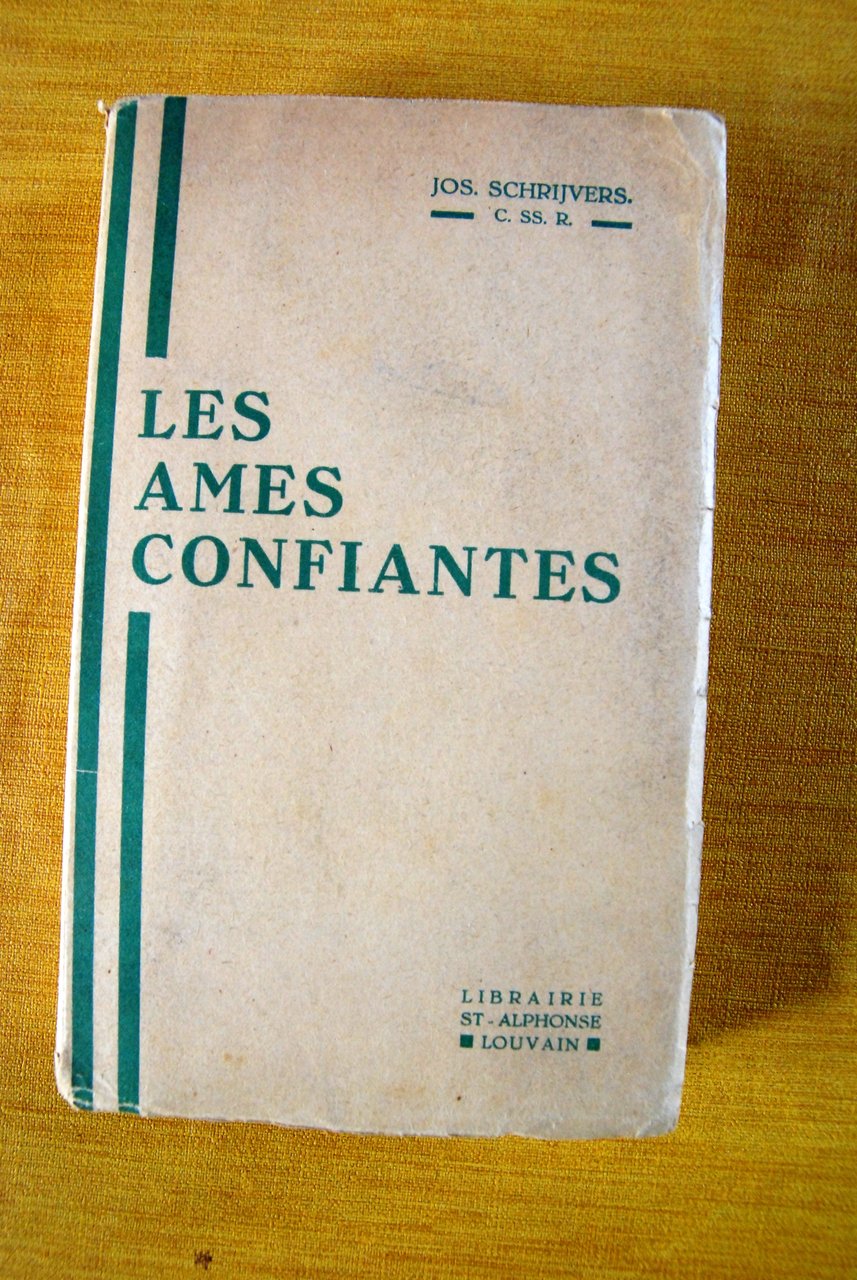 JOS. SCHRIJVERS.
C. SS. R.
LES
AMES
CONFIANTES
LIBRAIRIE
ST-ALPHONSE
LOUVAIN